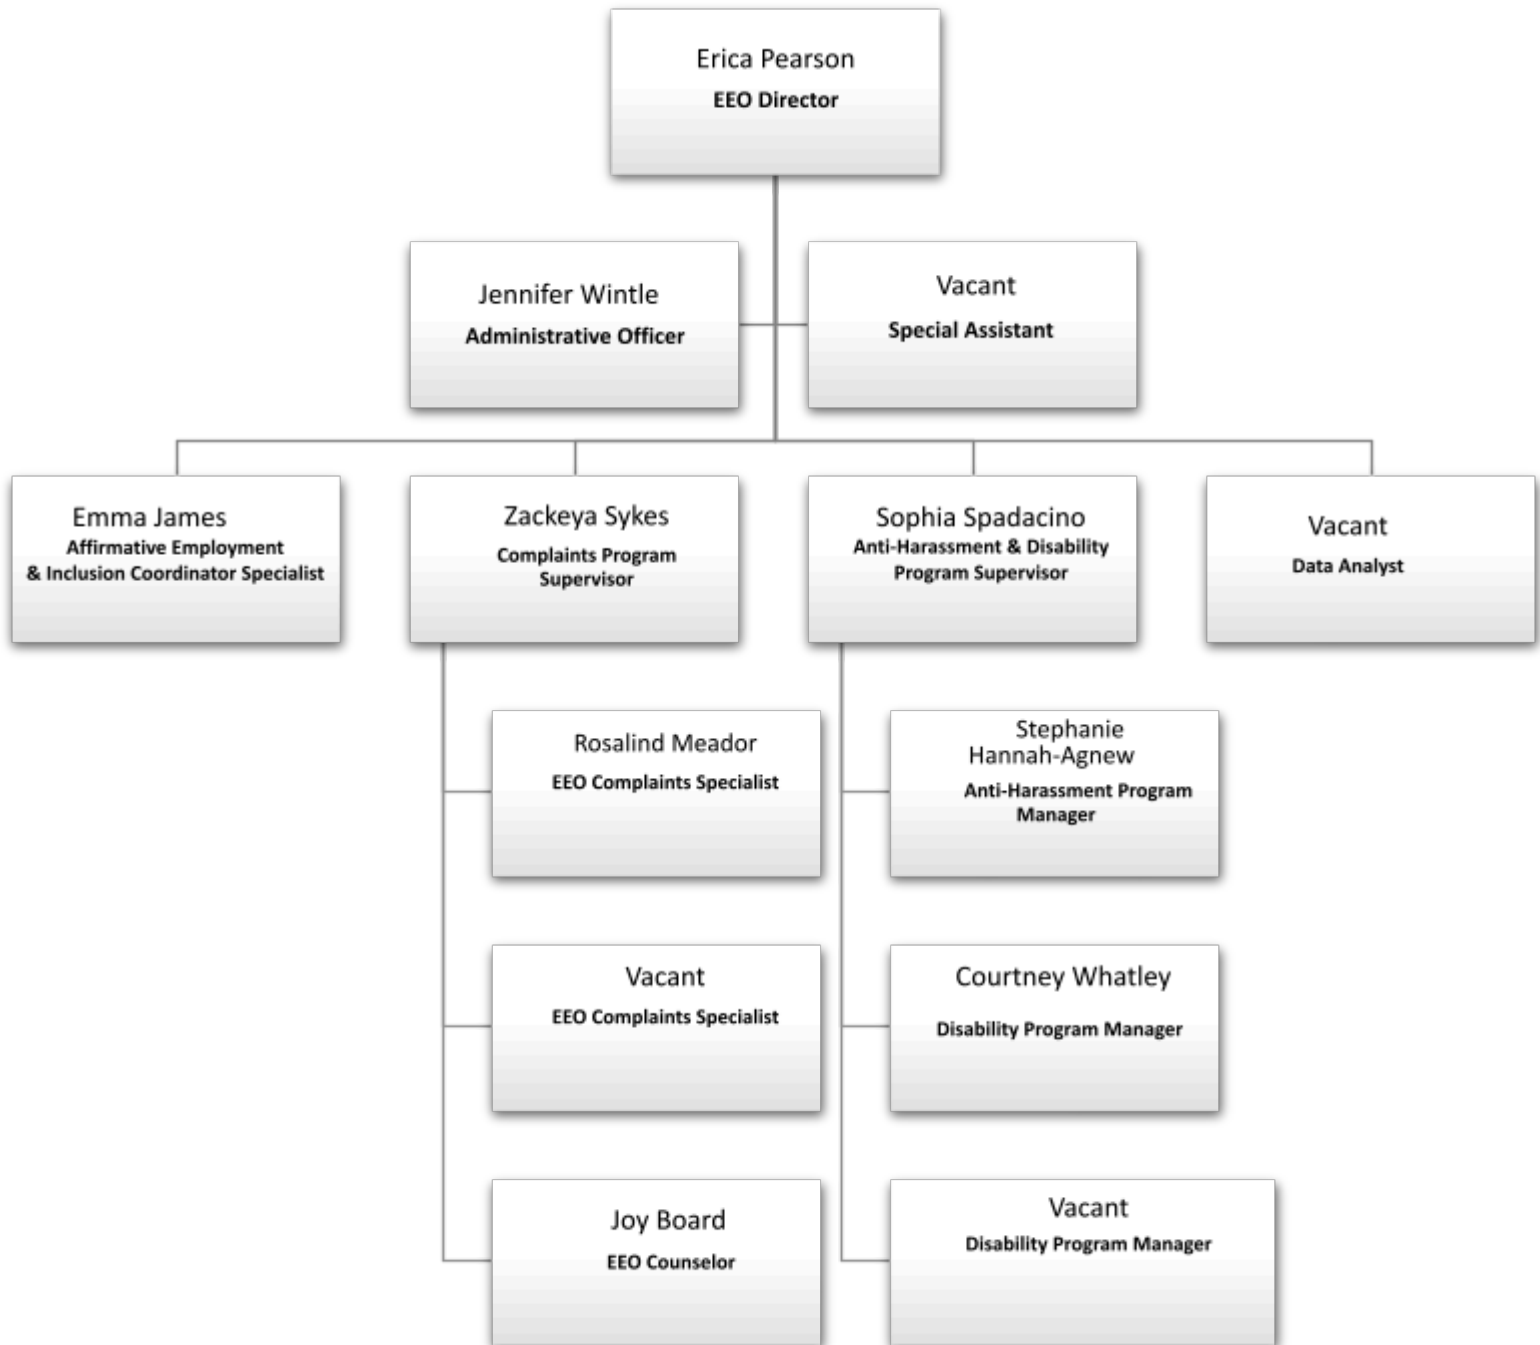 Erica Pearson
EEO Director
Jennifer Wintle
Administrative Officer
Vacant
Special Assistant
Emma James
Affirmative Employment
& Inclusion Coordinator Specialist
Zackeya Sykes
Complaints Program
Supervisor
Sophia Spadacino
Anti-Harassment & Disability
Program Supervisor
Vacant
Data Analyst
Rosalind Meador
EEO Complaints Specialist
Stephanie
Hannah-Agnew
Anti-Harassment Program
Manager
Vacant
EEO Complaints Specialist
Courtney Whatley
Disability Program Manager
Joy Board
EEO Counselor
Vacant
Disability Program Manager